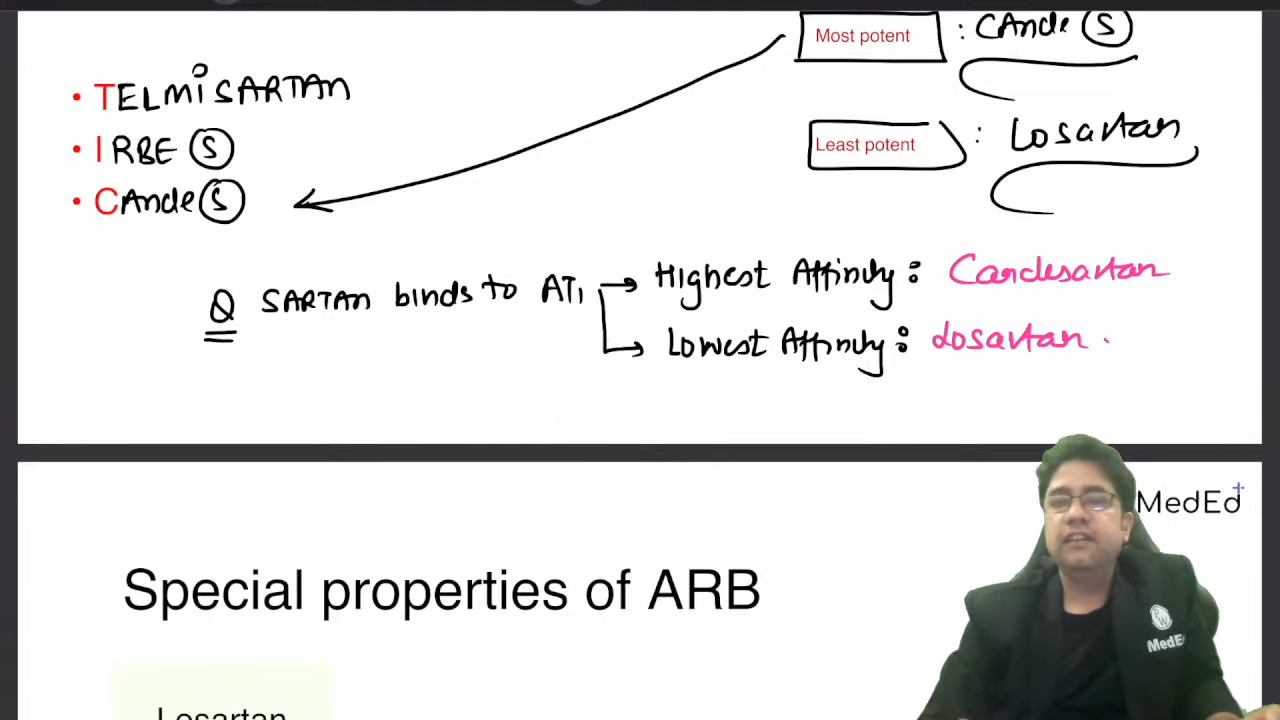 Most potent : CAnde S
• TELMiSARTAN
Least potent : Losartan
• IRBE S
• CAnde S
Q SARTAN binds to AT1 → Highest Affinity : Candesartan
→ Lowest Affinity : Losartan .
MedEd
Special properties of ARB
MedEd
Losartan